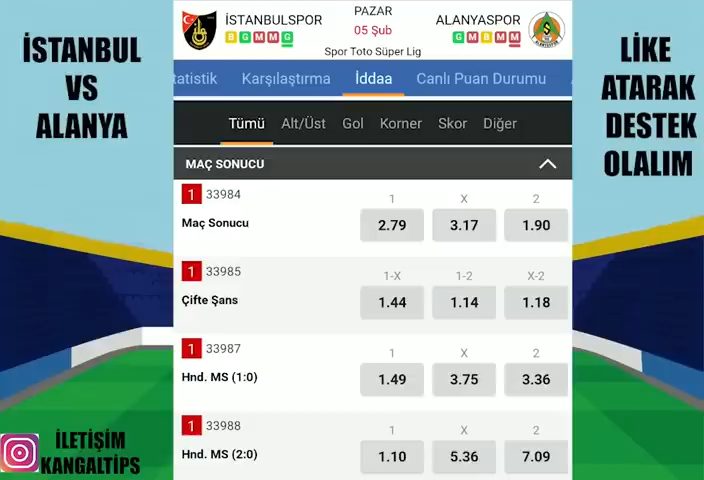 İSTANBUL
VS
ALANYA
İSTANBULSPOR
B G M M G
PAZAR
05 Şub
Spor Toto Süper Lig
ALANYASPOR
G M B M M
LİKE
ATARAK
DESTEK
OLALIM
tatistik Karşılaştırma İddaa Canlı Puan Durumu
Tümü Alt/Üst Gol Korner Skor Diğer
MAÇ SONUCU
1 33984
Maç Sonucu
1 X 2
2.79 3.17 1.90
1 33985
Çifte Şans
1-X 1-2 X-2
1.44 1.14 1.18
1 33987
Hnd. MS (1:0)
1 X 2
1.49 3.75 3.36
1 33988
Hnd. MS (2:0)
1 X 2
1.10 5.36 7.09
İLETİŞİM
KANGALTİPS